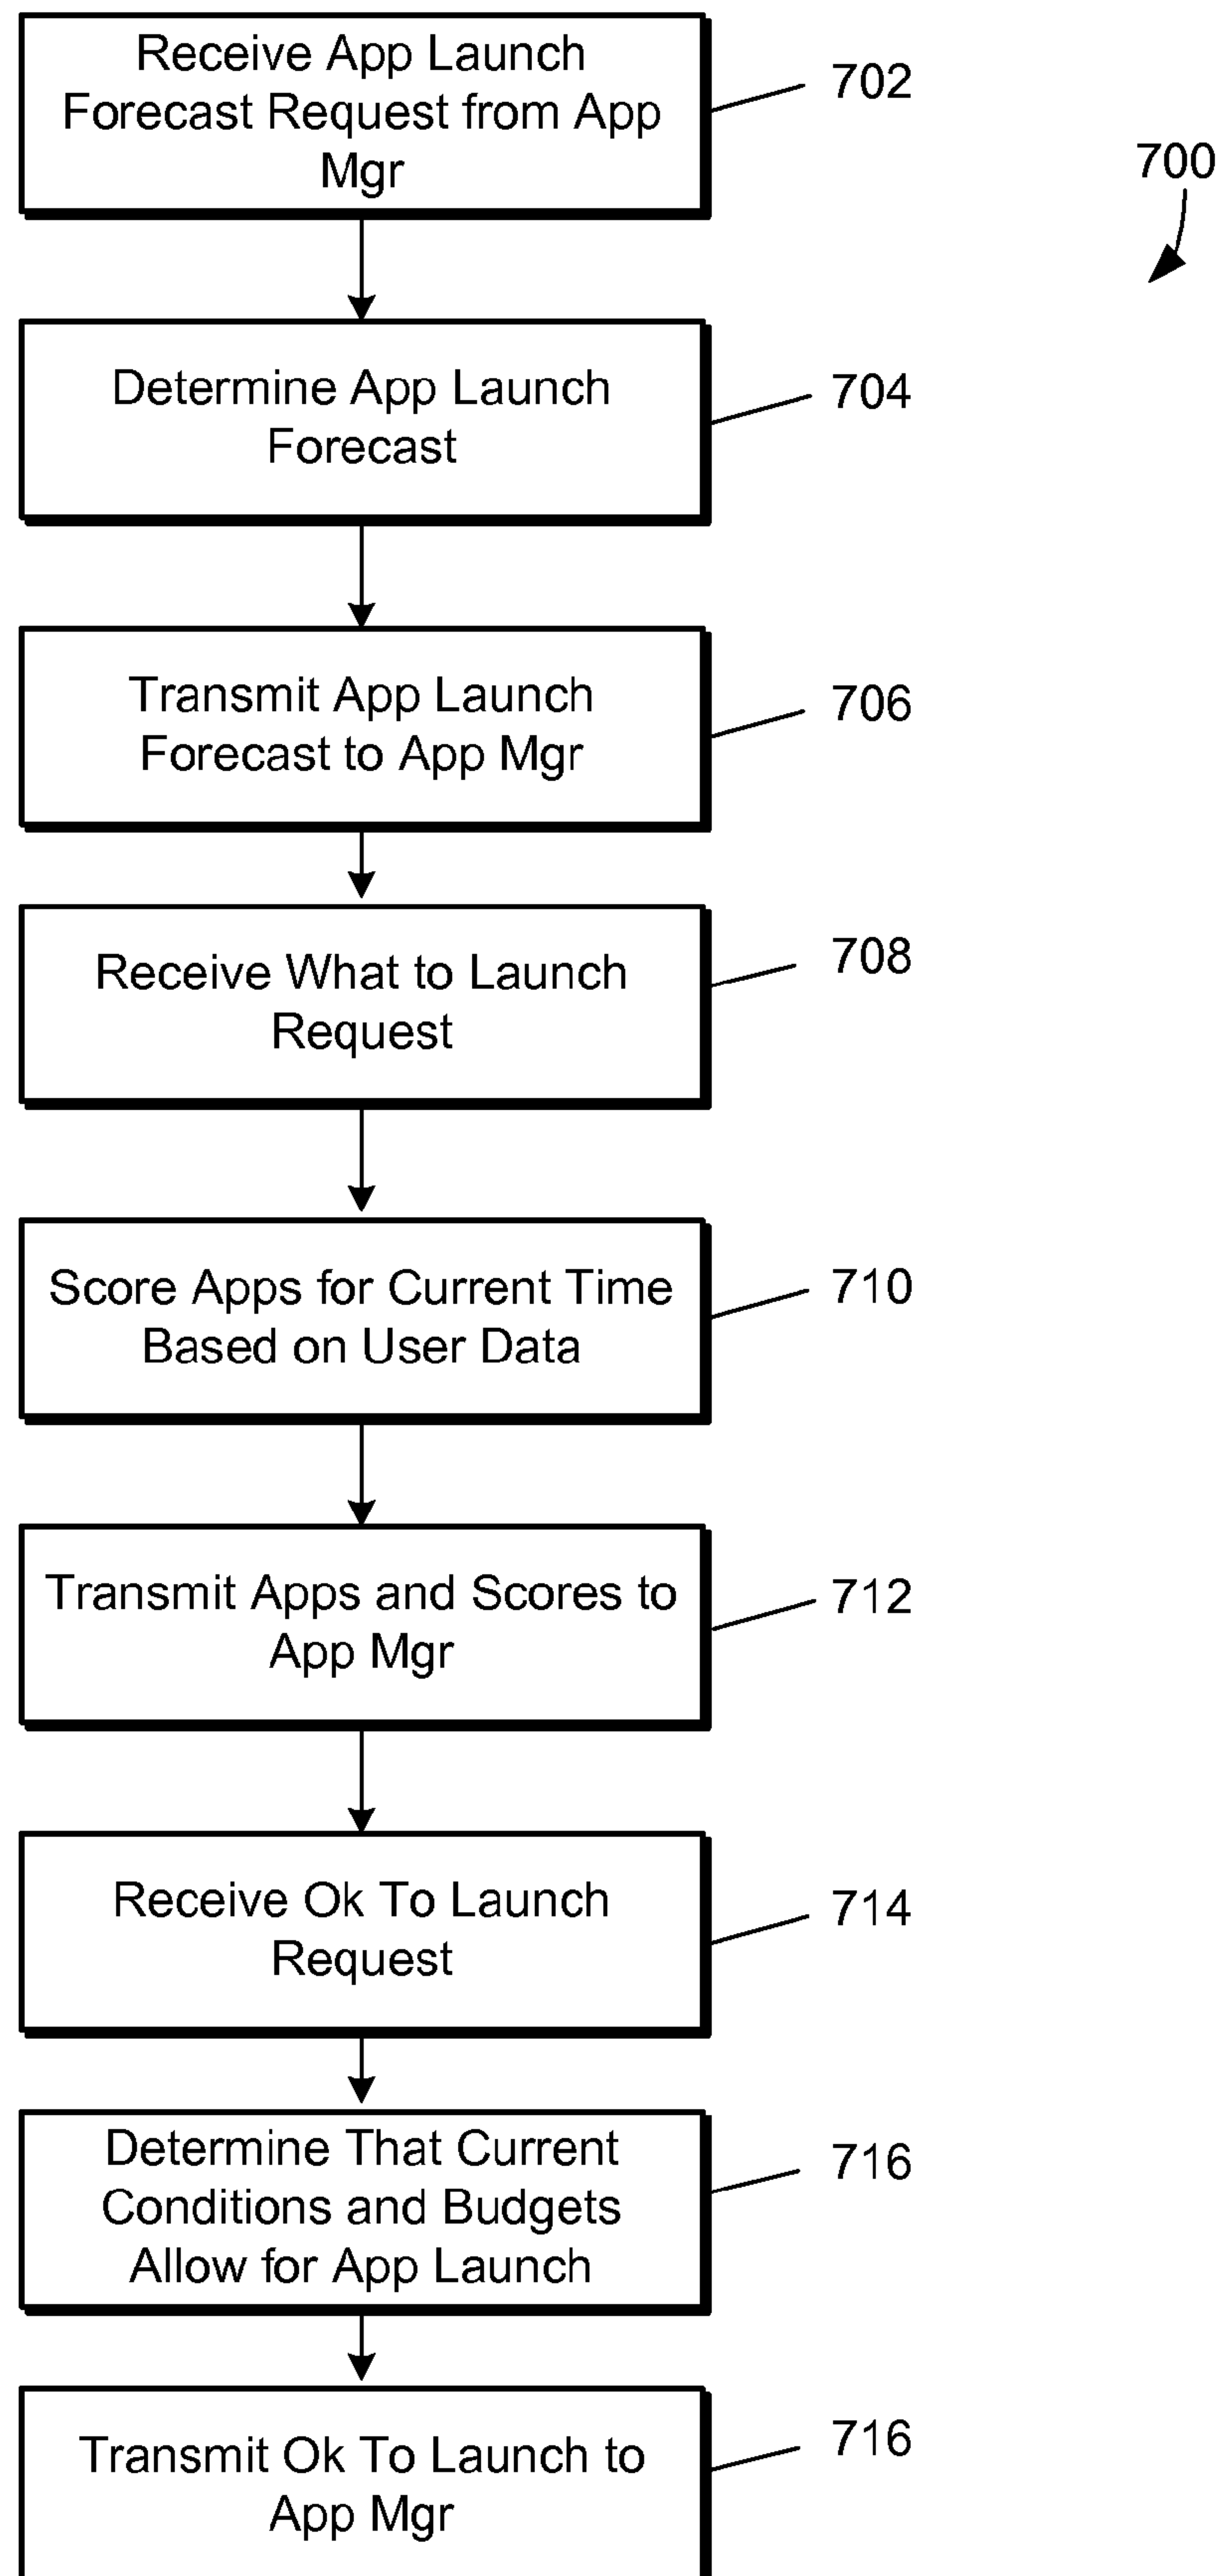 Receive App Launch
Forecast Request from App
Mgr
702
700
Determine App Launch
Forecast
704
Transmit App Launch
Forecast to App Mgr
706
Receive What to Launch
Request
708
Score Apps for Current Time
Based on User Data
710
Transmit Apps and Scores to
App Mgr
712
Receive Ok To Launch
Request
714
Determine That Current
Conditions and Budgets
Allow for App Launch
716
Transmit Ok To Launch to
App Mgr
716